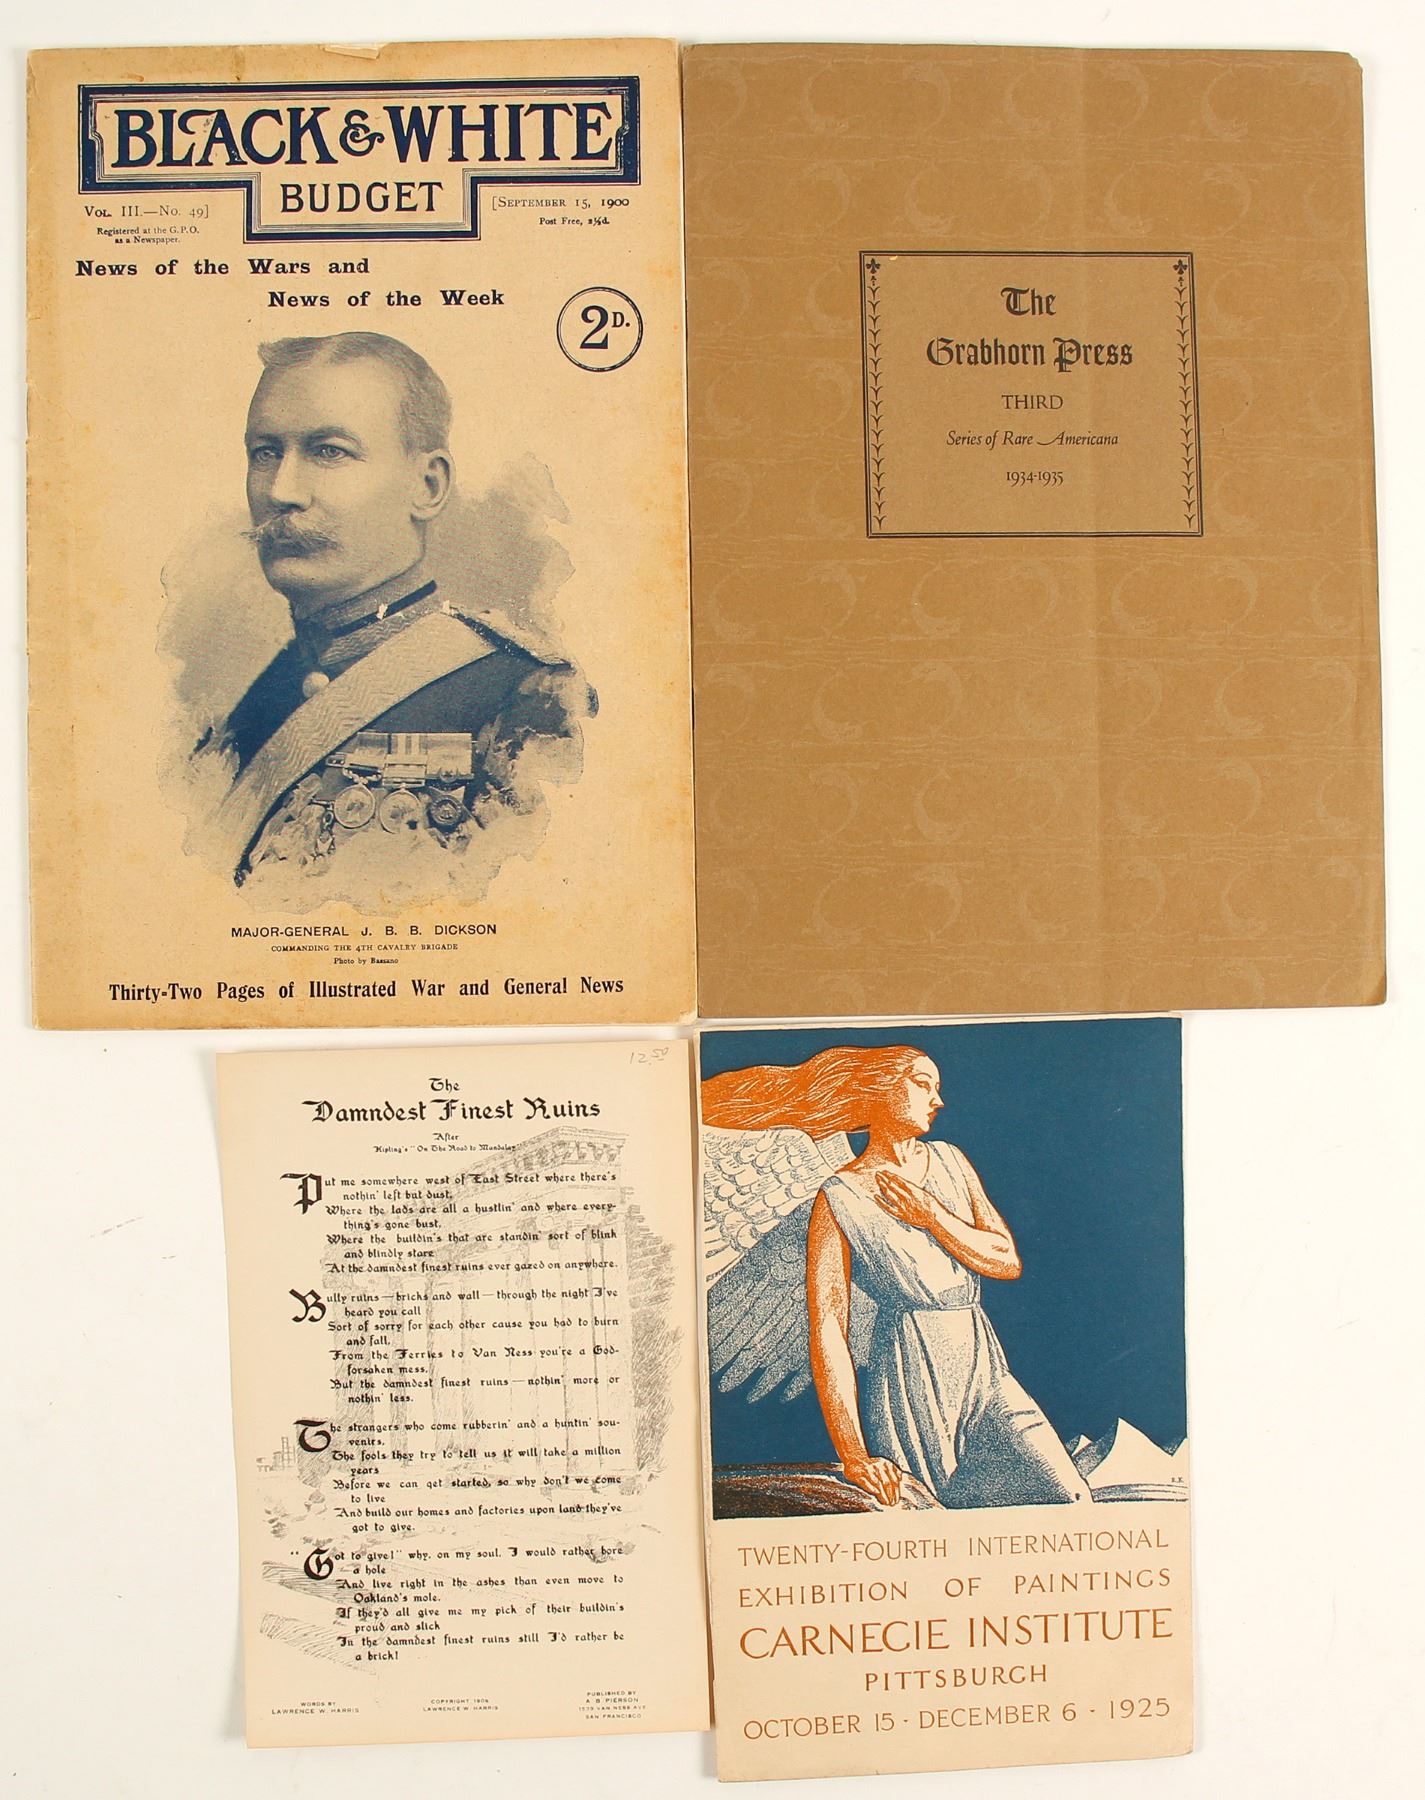 BLACK & WHITE
BUDGET
VOL. III.—No. 49]
Registered at the G.P.O.
as a Newspaper.
[SEPTEMBER 15, 1900
Post Free, 2½d.
News of the Wars and
News of the Week
2D.
MAJOR-GENERAL J. B. B. DICKSON
COMMANDING THE 4TH CAVALRY BRIGADE
Photo by Bassano
Thirty-Two Pages of Illustrated War and General News
The
Grabhorn Press
THIRD
Series of Rare Americana
1934-1935
12.50
The
Damndest Finest Ruins
After
Kipling's "On The Road to Mandalay"
Put me somewhere west of East Street where there's
nothin' left but dust,
Where the lads are all a hustlin' and where every-
thing's gone bust,
Where the buildin's that are standin' sort of blink
and blindly stare
At the damndest finest ruins ever gazed on anywhere.
Bully ruins—bricks and wall—through the night I've
heard you call
Sort of sorry for each other cause you had to burn
and fall,
From the Ferries to Van Ness you're a God-
forsaken mess,
But the damndest finest ruins—nothin' more or
nothin' less.
The strangers who come rubberin' and a huntin' sou-
venirs,
The fools they try to tell us it will take a million
years
Before we can get started, so why don't we come
to live
And build our homes and factories upon land they've
got to give.
"Got to give!" why, on my soul, I would rather bore
a hole
And live right in the ashes than even move to
Oakland's mole,
If they'd all give me my pick of their buildin's
proud and slick
In the damndest finest ruins still I'd rather be
a brick!
WORDS BY
LAWRENCE W. HARRIS
COPYRIGHT 1906
LAWRENCE W. HARRIS
PUBLISHED BY
A B PIERSON
1539 VAN NESS AVE
SAN FRANCISCO
R.K.
TWENTY-FOURTH INTERNATIONAL
EXHIBITION OF PAINTINGS
CARNEGIE INSTITUTE
PITTSBURGH
OCTOBER 15 · DECEMBER 6 · 1925